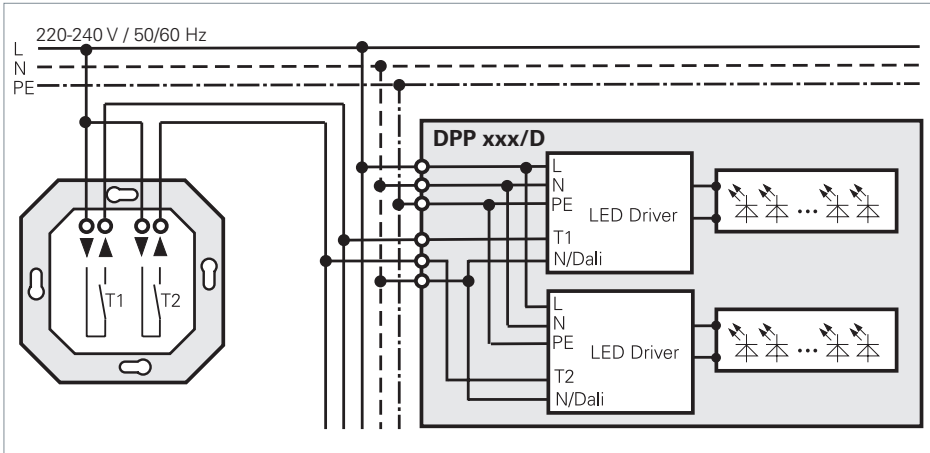 220-240 V / 50/60 Hz
L
N
PE
DPP xxx/D
L
N
PE
LED Driver
T1
N/Dali
T1
T2
L
N
PE
LED Driver
T2
N/Dali